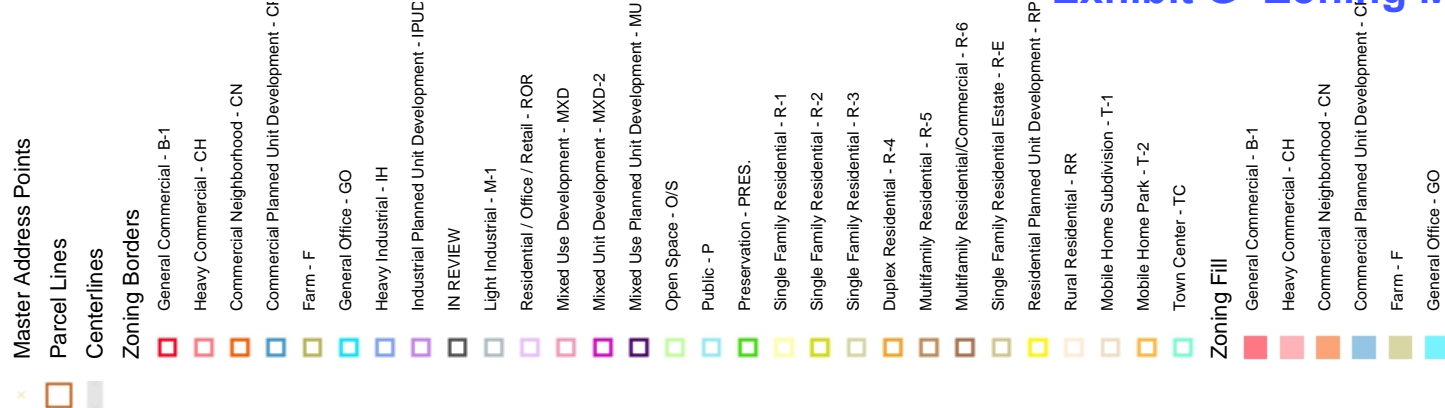 Exhibit C Zoning M
Master Address Points
Parcel Lines
Centerlines
Zoning Borders
General Commercial - B-1
Heavy Commercial - CH
Commercial Neighborhood - CN
Commercial Planned Unit Development - CP
Farm - F
General Office - GO
Heavy Industrial - IH
Industrial Planned Unit Development - IPUD
IN REVIEW
Light Industrial - M-1
Residential / Office / Retail - ROR
Mixed Use Development - MXD
Mixed Unit Development - MXD-2
Mixed Use Planned Unit Development - MU
Open Space - O/S
Public - P
Preservation - PRES.
Single Family Residential - R-1
Single Family Residential - R-2
Single Family Residential - R-3
Duplex Residential - R-4
Multifamily Residential - R-5
Multifamily Residential/Commercial - R-6
Single Family Residential Estate - R-E
Residential Planned Unit Development - RP
Rural Residential - RR
Mobile Home Subdivision - T-1
Mobile Home Park - T-2
Town Center - TC
Zoning Fill
General Commercial - B-1
Heavy Commercial - CH
Commercial Neighborhood - CN
Commercial Planned Unit Development - C
Farm - F
General Office - GO